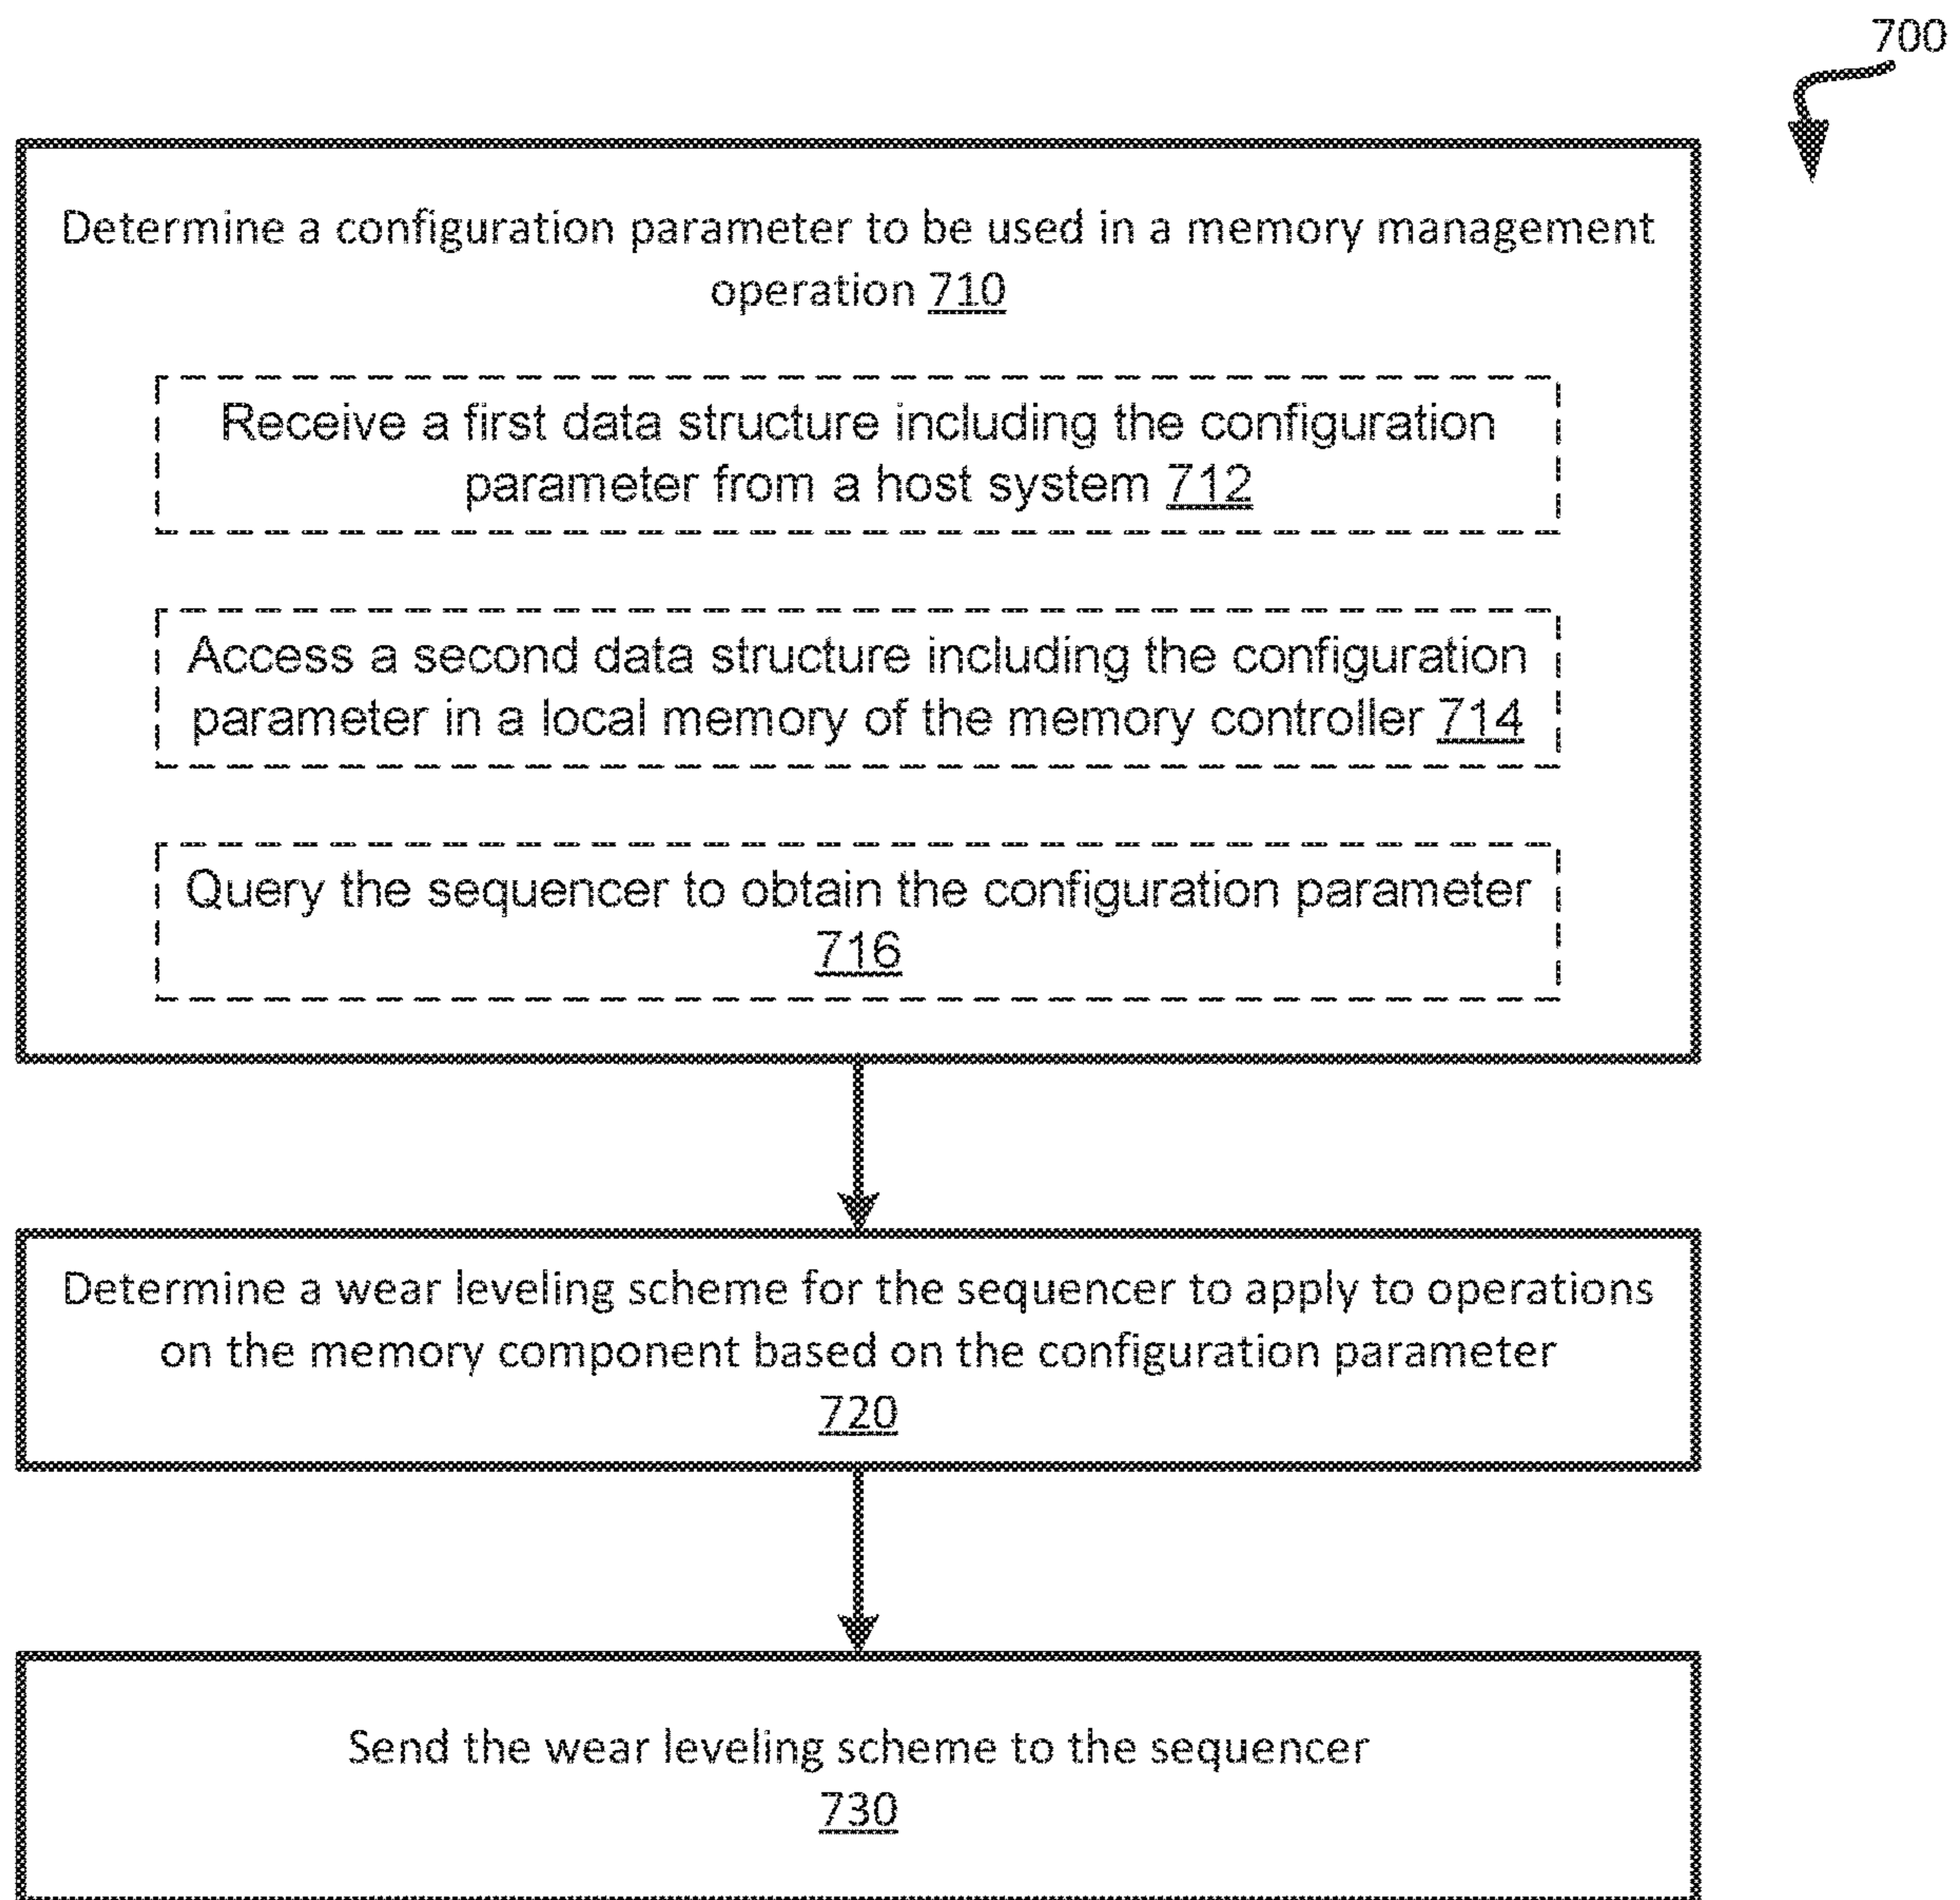 700
Determine a configuration parameter to be used in a memory management
operation 710
Receive a first data structure including the configuration
parameter from a host system 712
Access a second data structure including the configuration
parameter in a local memory of the memory controller 714
Query the sequencer to obtain the configuration parameter
716
Determine a wear leveling scheme for the sequencer to apply to operations
on the memory component based on the configuration parameter
720
Send the wear leveling scheme to the sequencer
730